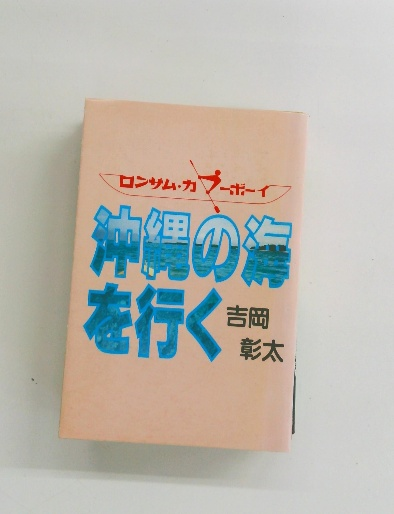 ロンサム・カヌーボーイ
沖縄の海
を行く
吉岡
彰太